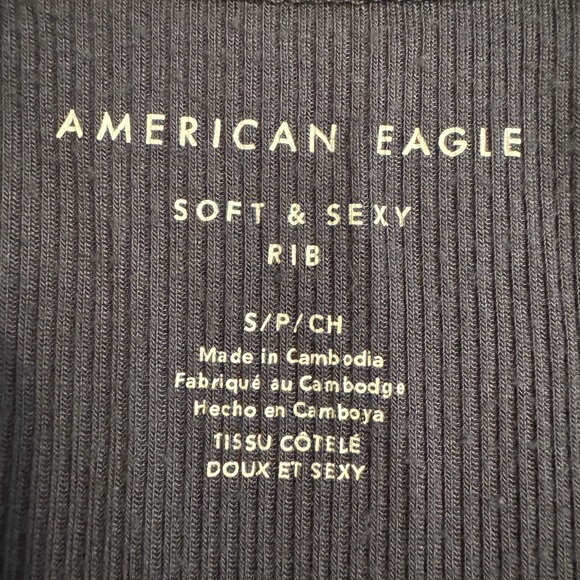 AMERICAN EAGLE
SOFT & SEXY
RIB
S/P/CH
Made in Cambodia
Fabriqué au Cambodge
Hecho en Camboya
TISSU CÔTELÉ
DOUX ET SEXY